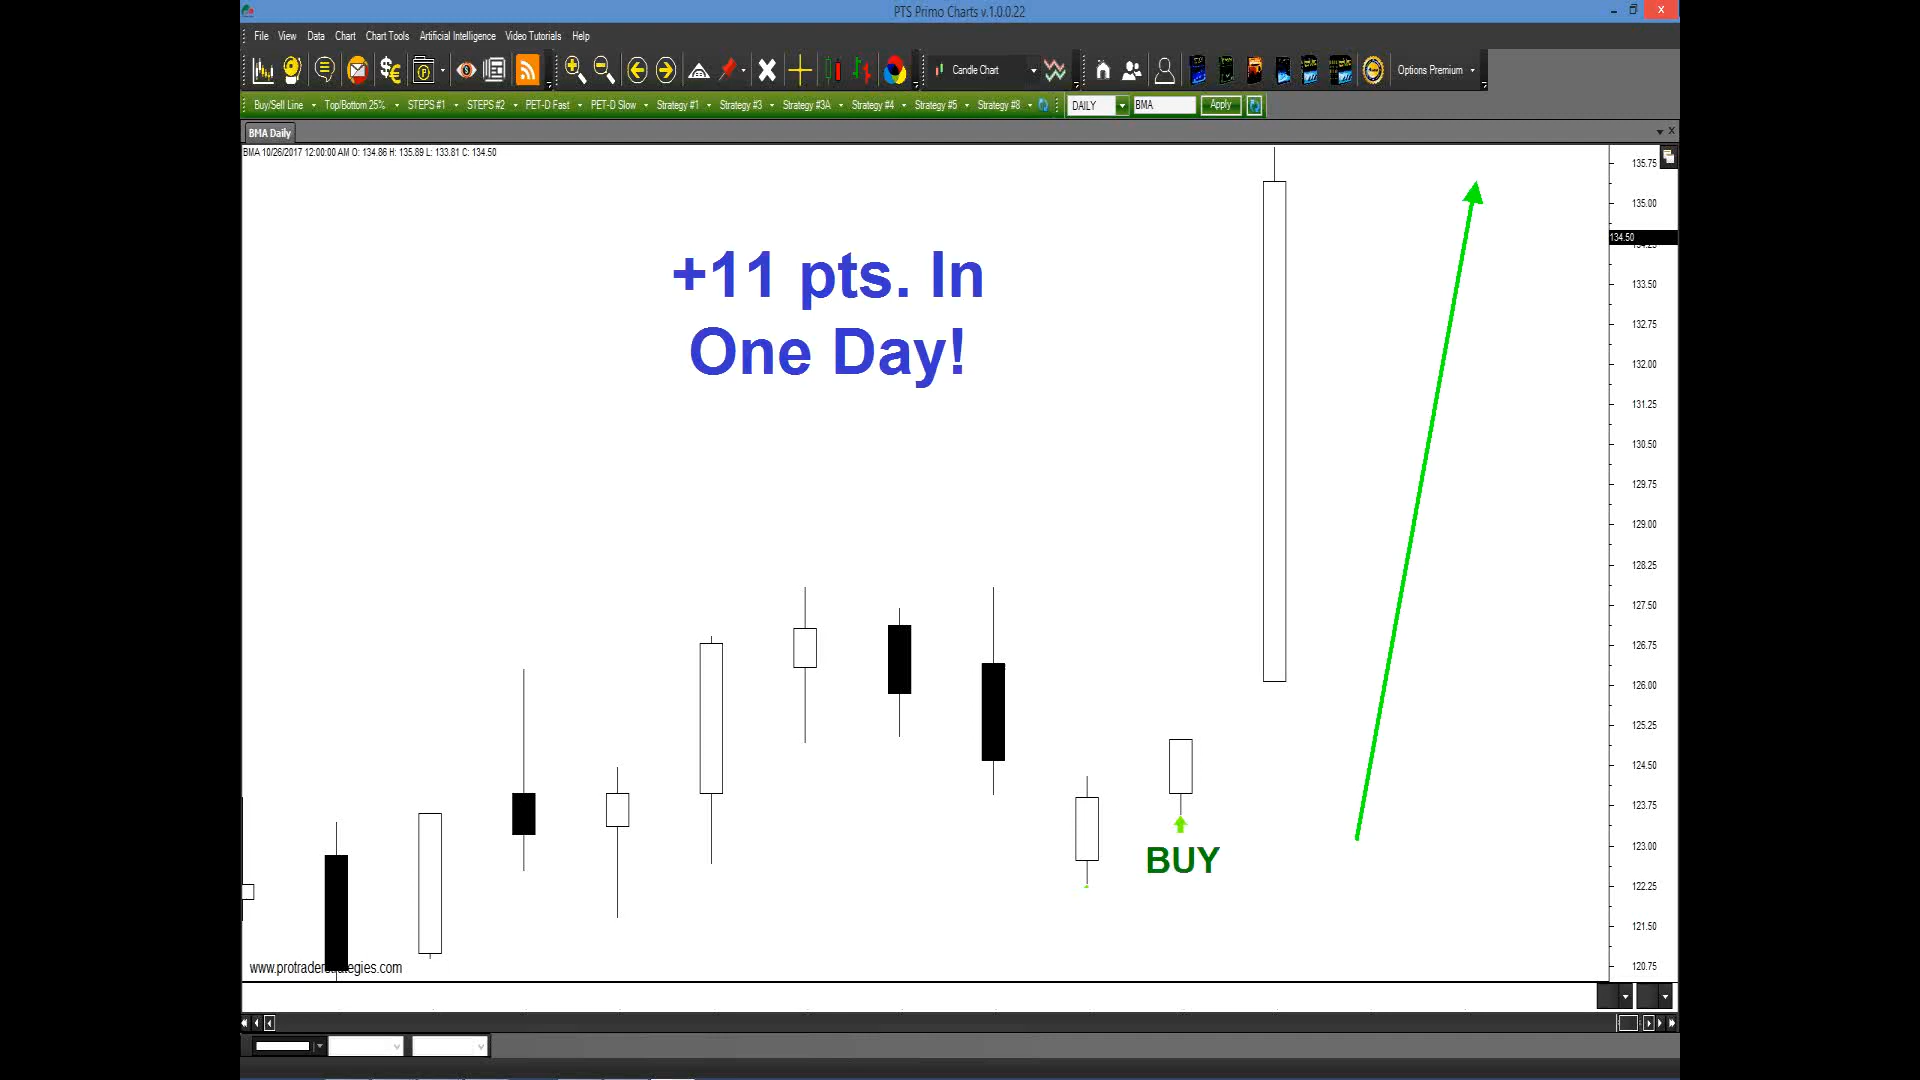 PTS Primo Charts v.1.0.0.22
File View Data Chart Chart Tools Artificial Intelligence Video Tutorials Help
Candle Chart Options Premium
Buy/Sell Line Top/Bottom 25% STEPS #1 STEPS #2 PET-D Fast PET-D Slow Strategy #1 Strategy #3 Strategy #3A Strategy #4 Strategy #5 Strategy #8 DAILY BMA Apply
BMA Daily
BMA 10/26/2017 12:00:00 AM O: 134.86 H: 135.89 L: 133.81 C: 134.50
135.75
135.00
134.50
134.25
133.50
132.75
132.00
131.25
130.50
129.75
129.00
128.25
127.50
126.75
126.00
125.25
124.50
123.75
123.00
122.25
121.50
120.75
+11 pts. In
One Day!
BUY
www.protraderstrategies.com